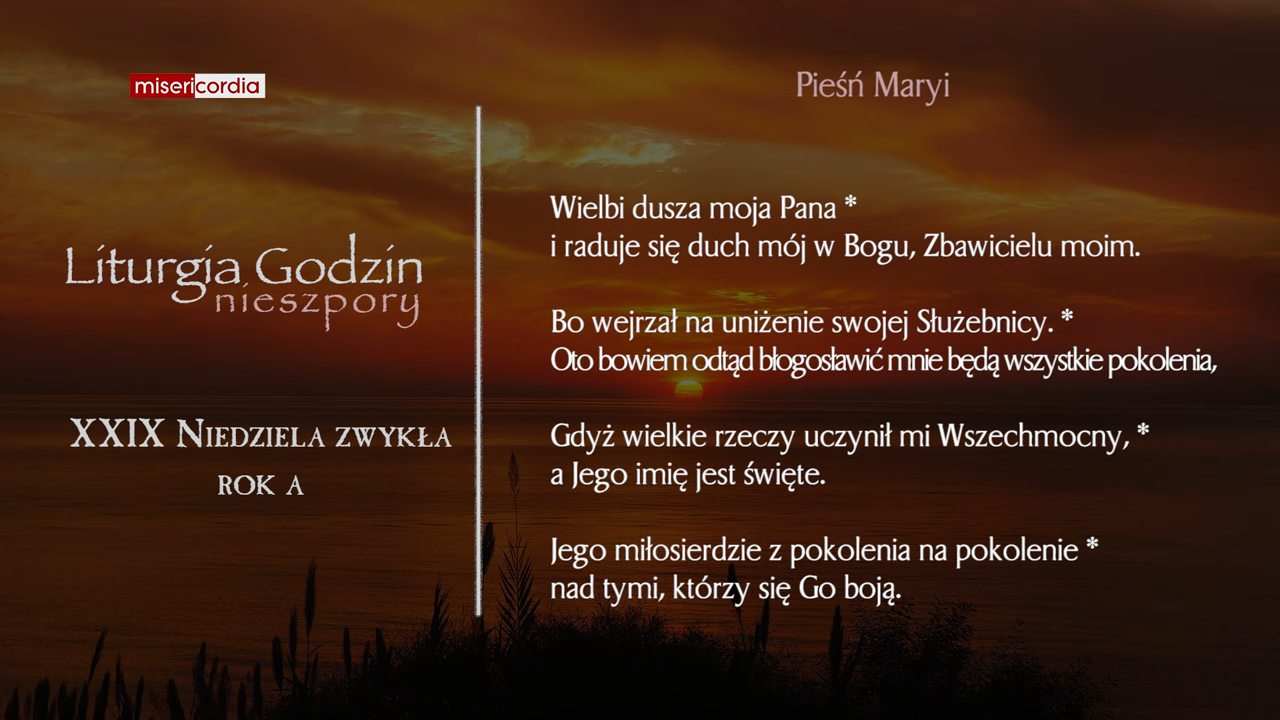 misericordia
Liturgia Godzin
nieszpory
XXIX Niedziela zwykła
rok A
Pieśń Maryi
Wielbi dusza moja Pana *
i raduje się duch mój w Bogu, Zbawicielu moim.
Bo wejrzał na uniżenie swojej Służebnicy. *
Oto bowiem odtąd błogosławić mnie będą wszystkie pokolenia,
Gdyż wielkie rzeczy uczynił mi Wszechmocny, *
a Jego imię jest święte.
Jego miłosierdzie z pokolenia na pokolenie *
nad tymi, którzy się Go boją.